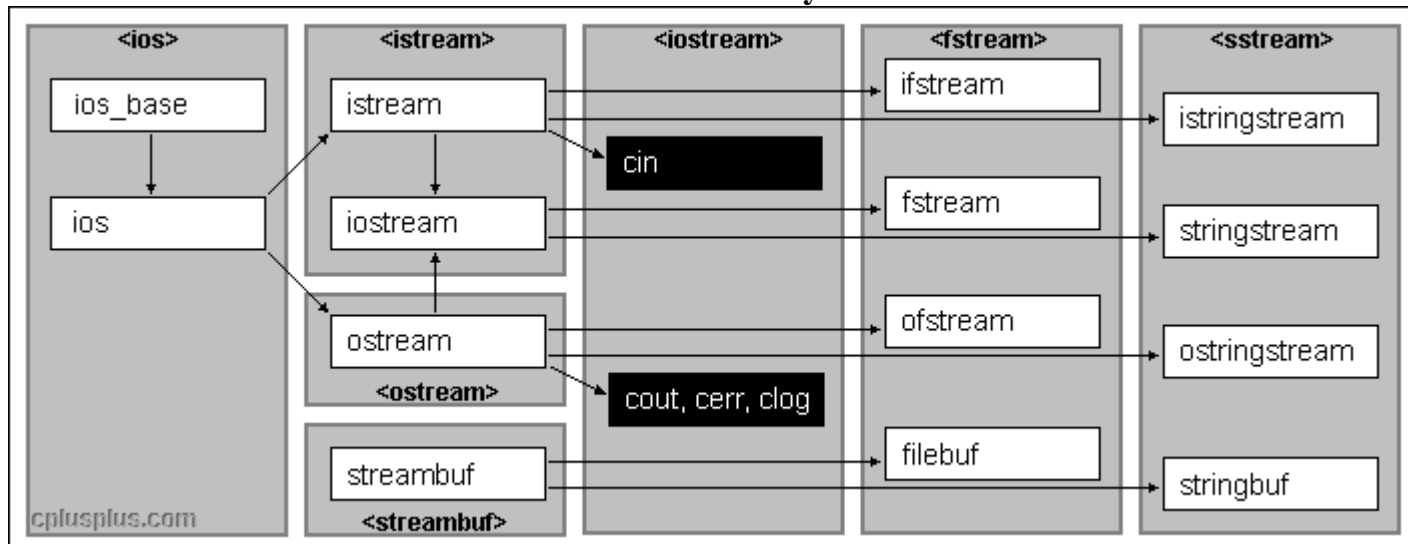 <ios>
ios_base
ios
cplusplus.com
<istream>
istream
iostream
ostream
<ostream>
streambuf
<streambuf>
<iostream>
cin
cout, cerr, clog
<fstream>
ifstream
fstream
ofstream
filebuf
<sstream>
istringstream
stringstream
ostringstream
stringbuf